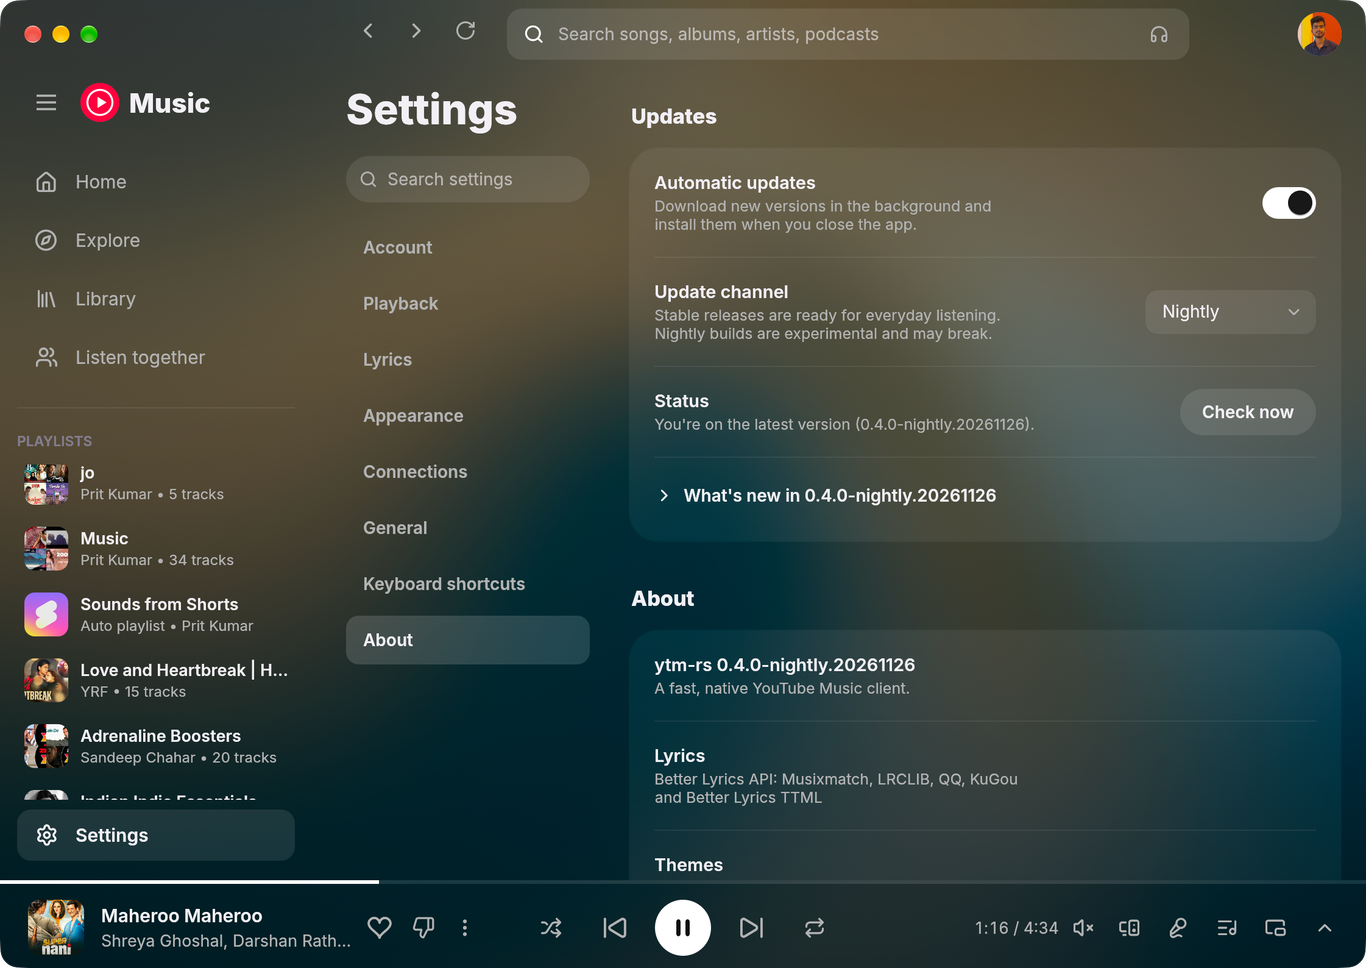 Search songs, albums, artists, podcasts
Music
Home
Explore
Library
Listen together
PLAYLISTS
jo
Prit Kumar • 5 tracks
Music
Prit Kumar • 34 tracks
Sounds from Shorts
Auto playlist • Prit Kumar
Love and Heartbreak | H...
YRF • 15 tracks
Adrenaline Boosters
Sandeep Chahar • 20 tracks
Indian Indie Essentials
Settings
Settings
Search settings
Account
Playback
Lyrics
Appearance
Connections
General
Keyboard shortcuts
About
Updates
Automatic updates
Download new versions in the background and
install them when you close the app.
Update channel
Stable releases are ready for everyday listening.
Nightly builds are experimental and may break.
Nightly
Status
You're on the latest version (0.4.0-nightly.20261126).
Check now
What's new in 0.4.0-nightly.20261126
About
ytm-rs 0.4.0-nightly.20261126
A fast, native YouTube Music client.
Lyrics
Better Lyrics API: Musixmatch, LRCLIB, QQ, KuGou
and Better Lyrics TTML
Themes
SUPER
nani
Maheroo Maheroo
Shreya Ghoshal, Darshan Rath...
1:16 / 4:34